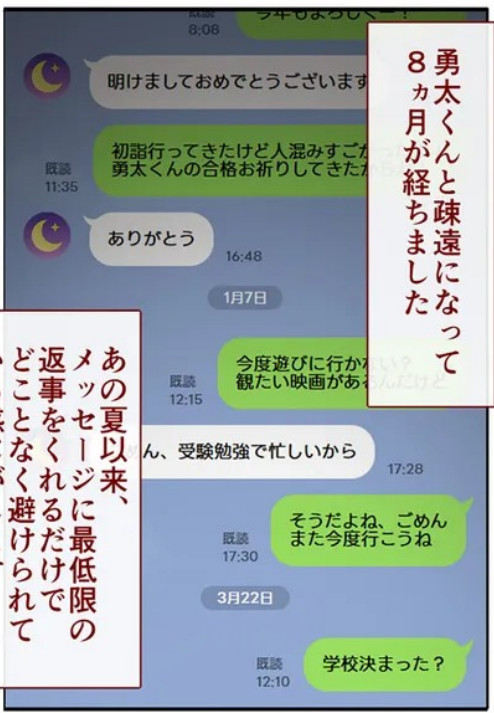 勇太くんと疎遠になって
8ヵ月が経ちました
8:08
明けましておめでとうございます
初詣行ってきたけど人混みすご
勇太くんの合格お祈りしてきたか
既読
11:35
ありがとう
16:48
1月7日
今度遊びに行かない?
観たい映画があるんだけど
既読
12:15
ん、受験勉強で忙しいから
17:28
そうだよね、ごめん
また今度行こうね
既読
17:30
3月22日
学校決まった?
既読
12:10
あの夏以来、
メッセージに最低限の
返事をくれるだけで
どことなく避けられて